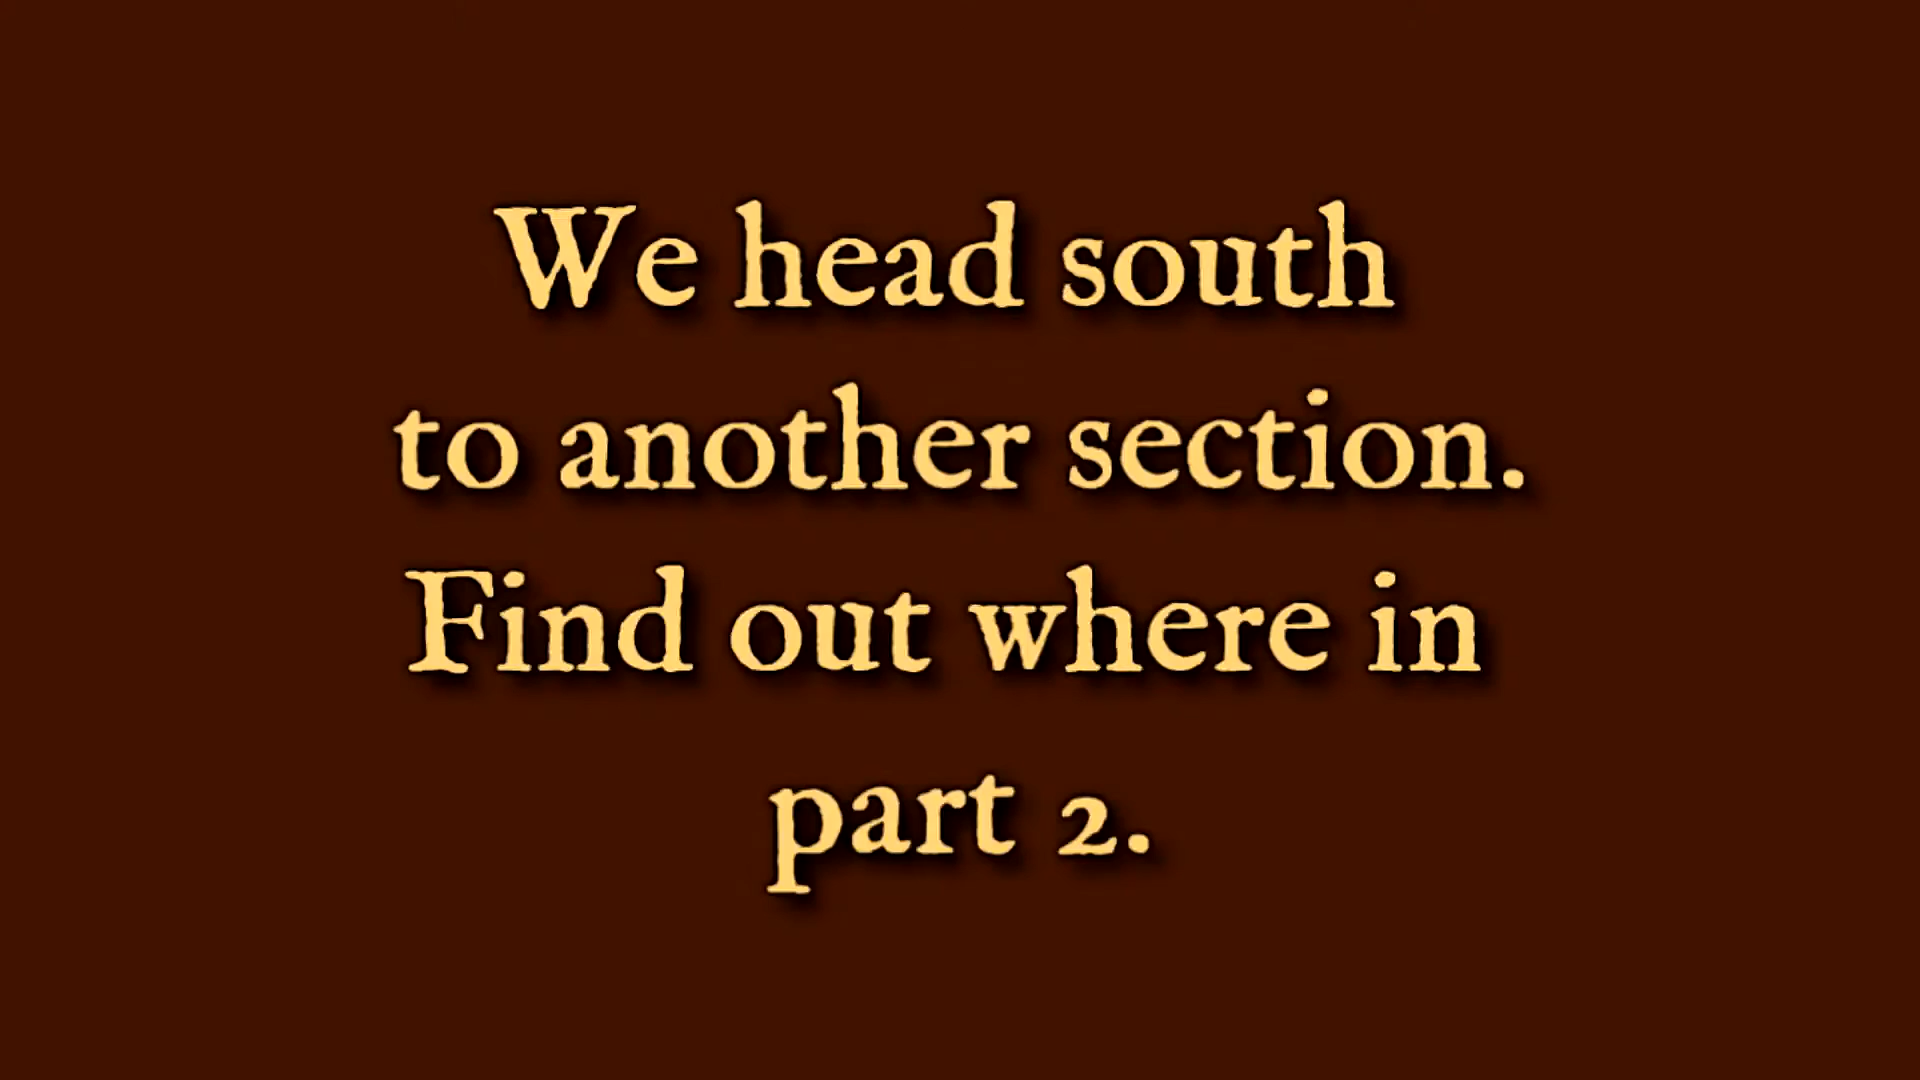 We head south
to another section.
Find out where in
part 2.